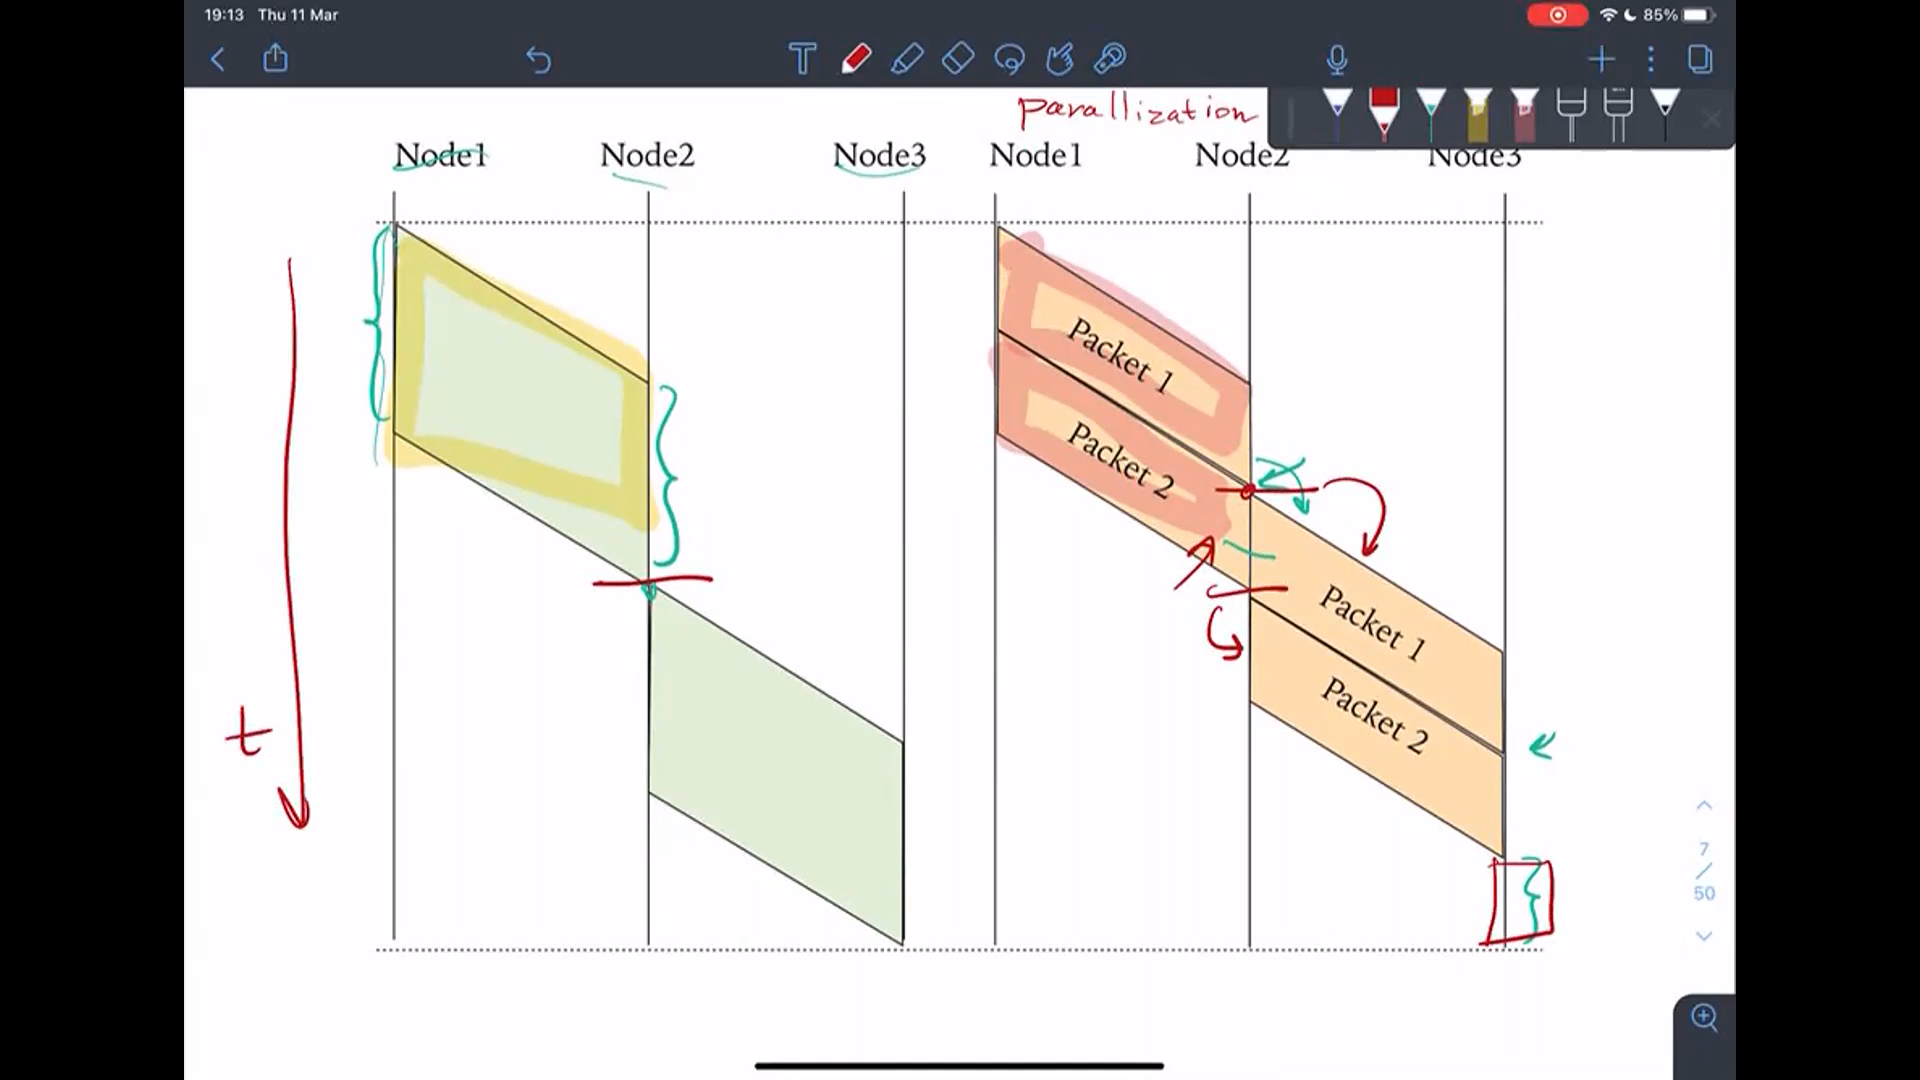 19:13 Thu 11 Mar 85%
parallization
Node1 Node2 Node3 Node1 Node2 Node3
Packet 1
Packet 2
Packet 1
Packet 2
t
7
/
50